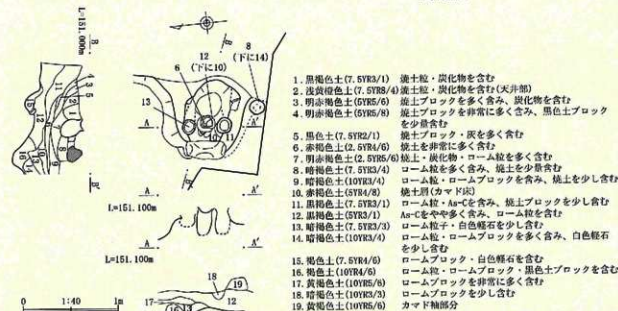 L=151.000m
B
B'
8
(下に14)
12
(下に10)
6
13
11
A
A'
A
A'
L=151.100m
A
A'
L=151.100m
18
19
17
12
16
13
0
1:40
1m
1. 黒褐色土(7.5YR3/1) 焼土粒・炭化物を含む
2. 浅黄橙色土(7.5YR8/4) 焼土粒・炭化物を含む(天井部)
3. 明赤褐色土(5YR5/6) 焼土ブロックを多く含み、炭化物を含む
4. 明赤褐色土(5YR5/8) 焼土ブロックを非常に多く含み、黒色土ブロック
を少量含む
5. 黒色土(7.5YR2/1) 焼土ブロック・灰を多く含む
6. 赤褐色土(2.5YR4/6) 焼土を非常に多く含む
7. 明赤褐色土(2.5YR5/6) 焼土・炭化物・ローム粒を多く含む
8. 暗褐色土(7.5YR3/4) ローム粒を多く含み、焼土を少量含む
9. 暗褐色土(10YR3/4) ローム粒・ロームブロックを含み、焼土を少し含む
10. 赤褐色土(5YR4/8) 焼土層(カマド床)
11. 黒褐色土(7.5YR3/1) ローム粒・As-Cを含み、焼土ブロックを少し含む
12. 黒褐色土(5YR3/1) As-Cをやや多く含み、ローム粒を含む
13. 暗褐色土(7.5YR3/3) ローム粒子・白色軽石を少し含む
14. 暗褐色土(10YR3/4) ローム粒・ロームブロックを多く含み、白色軽石
を少し含む
15. 褐色土(7.5YR4/6) ロームブロック・白色軽石を含む
16. 褐色土(10YR4/6) ローム粒・ロームブロック・黒色土ブロックを含む
17. 黄褐色土(10YR5/8) ロームブロックを非常に多く含む
18. 暗褐色土(10YR3/3) ロームブロックを少し含む
19. 黄褐色土(10YR5/6) カマド袖部分